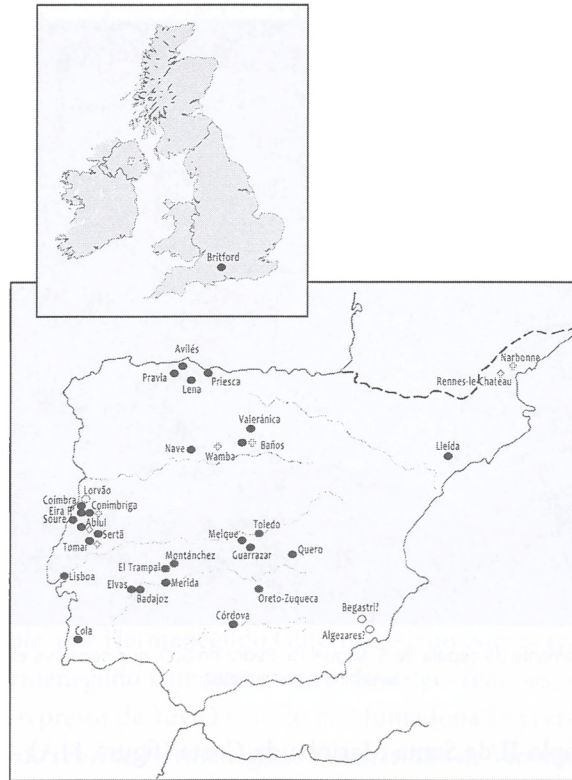 Britford
Avilés
Narbonne
Pravia
Priesca
Rennes-le-Château
Lena
Valeránica
Nave
Wamba
Baños
Lleida
Lorvão
Coimbra
Conimbriga
Eira P.
Soure
Abiul
Sertã
Tomar
Toledo
Melque
Guarrazar
Quero
Montánchez
El Trampal
Lisboa
Mérida
Elvas
Badajoz
Oreto-Zuqueca
Begastri?
Córdova
Algezares?
Cola